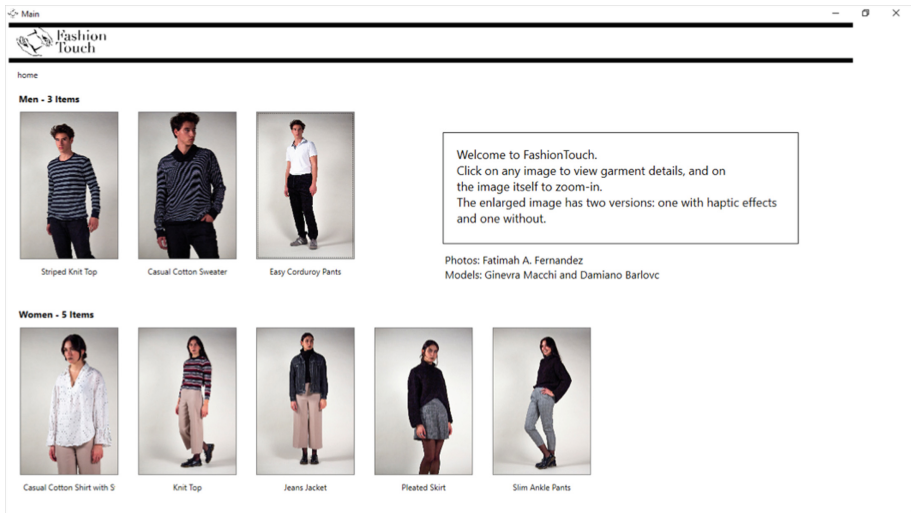 Main
Fashion
Touch
home
Men - 3 Items
Striped Knit Top
Casual Cotton Sweater
Easy Corduroy Pants
Welcome to FashionTouch.
Click on any image to view garment details, and on
the image itself to zoom-in.
The enlarged image has two versions: one with haptic effects
and one without.
Photos: Fatimah A. Fernandez
Models: Ginevra Macchi and Damiano Barlovc
Women - 5 Items
Casual Cotton Shirt with S
Knit Top
Jeans Jacket
Pleated Skirt
Slim Ankle Pants